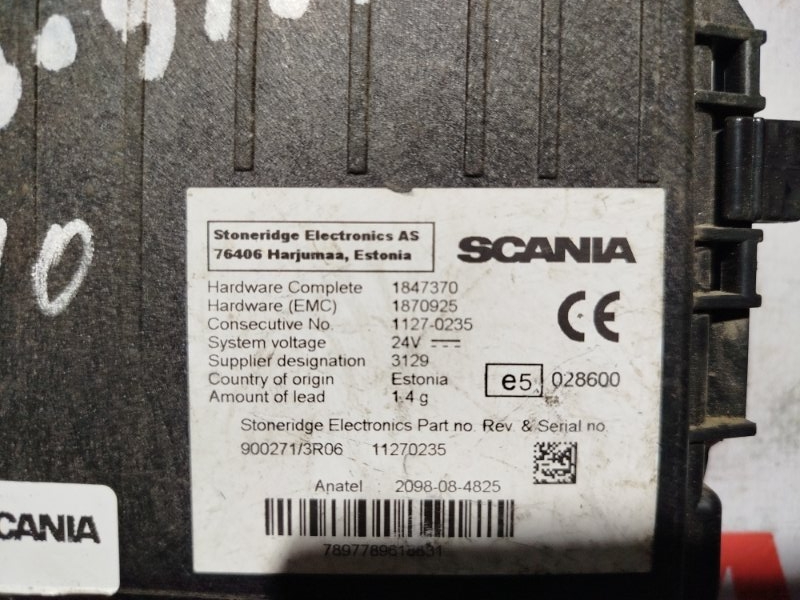 10
Stoneridge Electronics AS
76406 Harjumaa, Estonia
SCANIA
Hardware Complete 1847370
Hardware (EMC) 1870925
Consecutive No. 1127-0235
System voltage 24V
Supplier designation 3129
Country of origin Estonia
Amount of lead 1.4 g
CE
e5 028600
Stoneridge Electronics Part no. Rev. & Serial no.
900271/3R06 11270235
Anatel : 2098-08-4825
CANIA